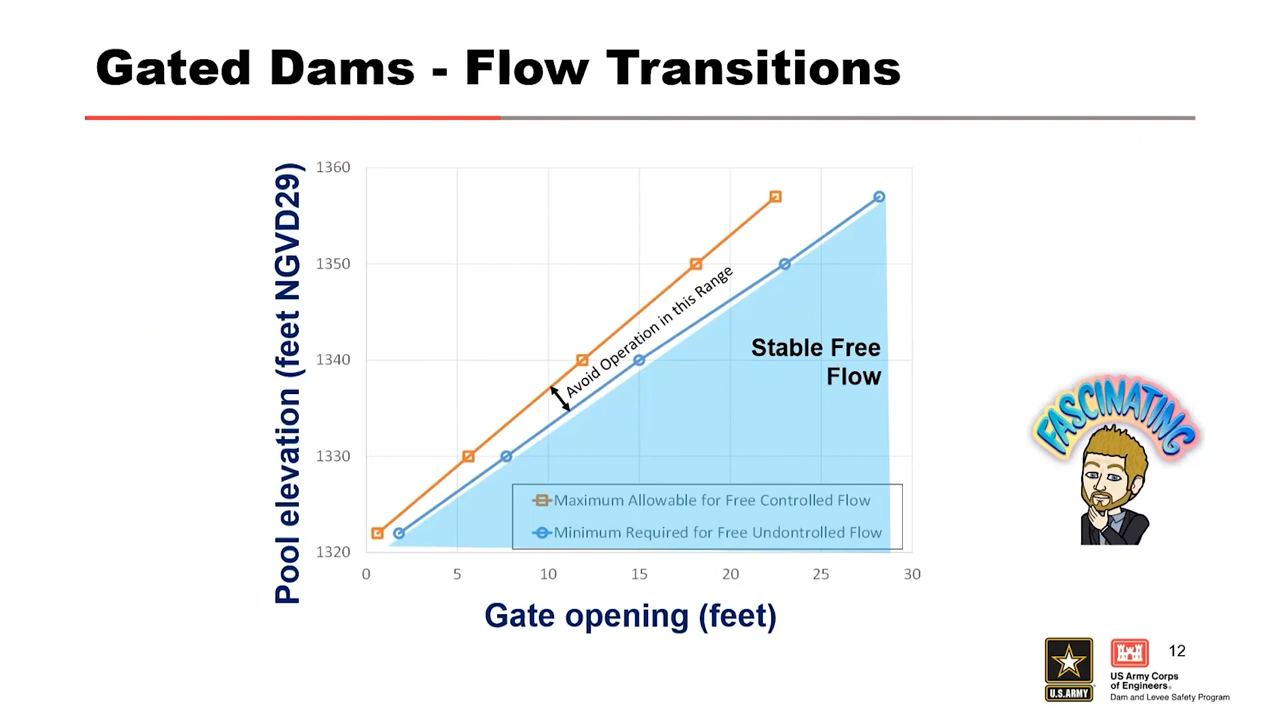 Gated Dams - Flow Transitions
Pool elevation (feet NGVD29)
1360
1350
1340
1330
1320
0 5 10 15 20 25 30
Gate opening (feet)
Avoid Operation in this Range
Stable Free
Flow
Maximum Allowable for Free Controlled Flow
Minimum Required for Free Undontrolled Flow
FASCINATING
U.S. ARMY
US Army Corps
of Engineers®
Dam and Levee Safety Program
12